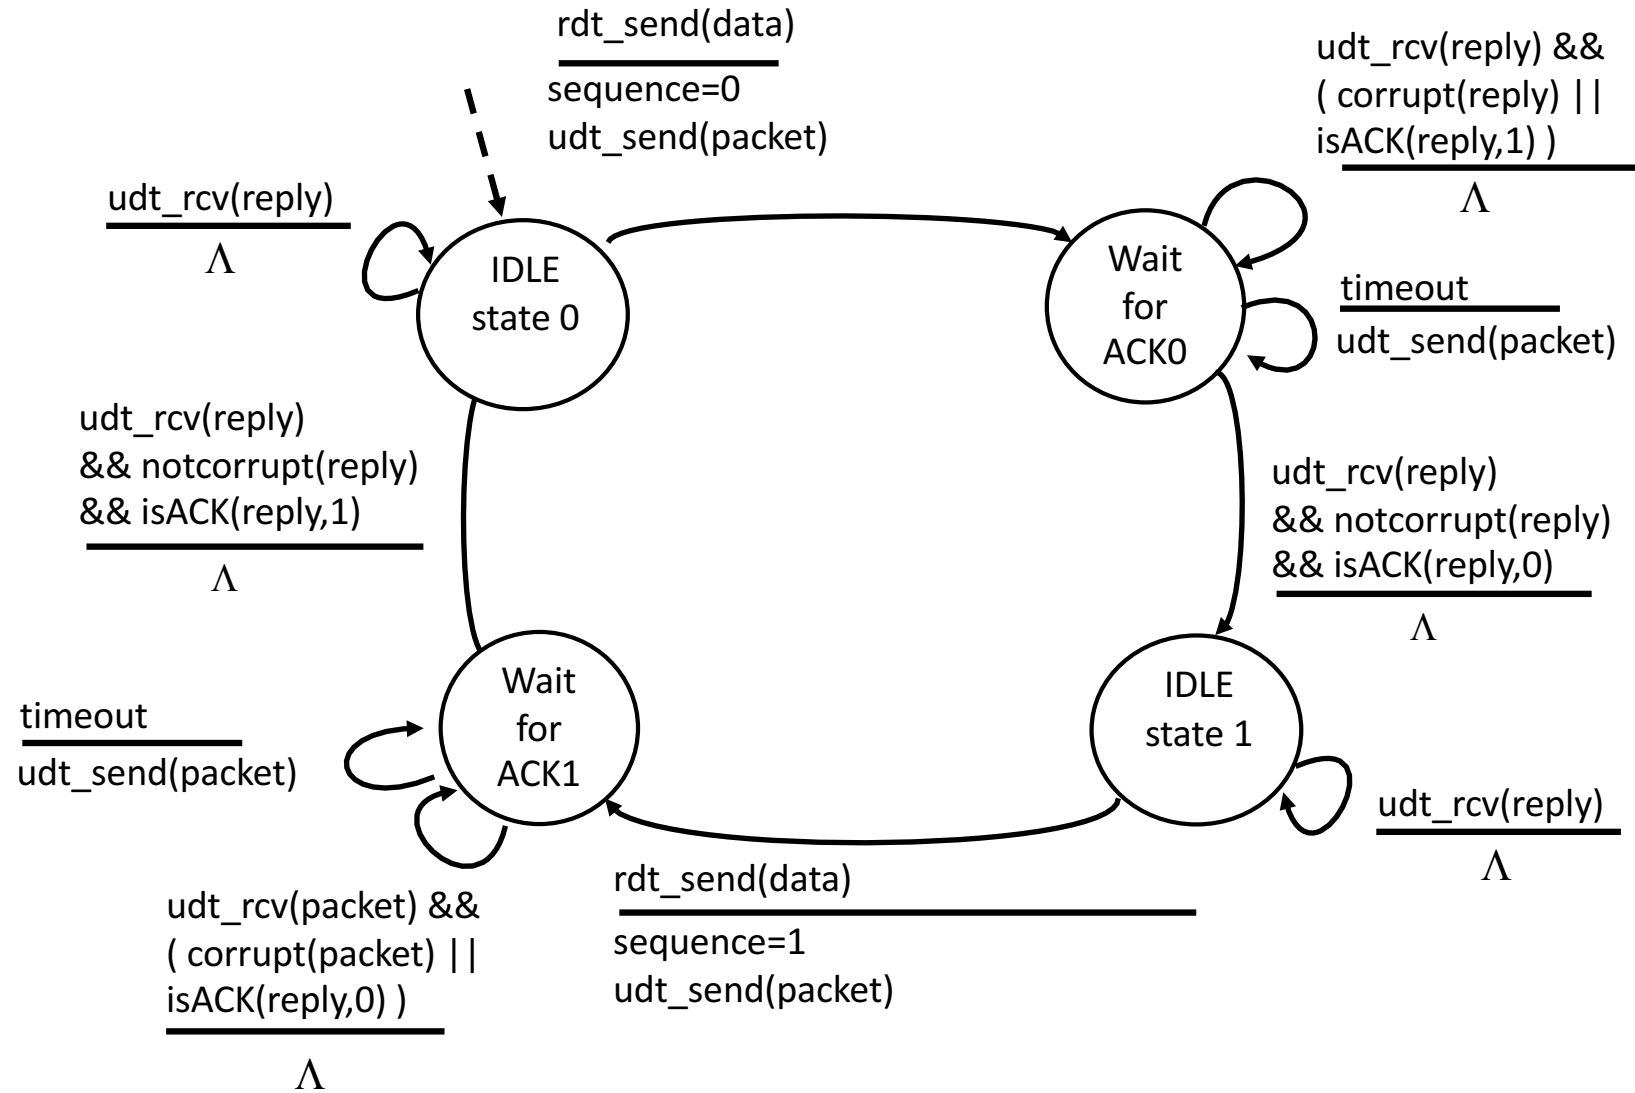 rdt_send(data)
sequence=0
udt_send(packet)
udt_rcv(reply) &&
( corrupt(reply) ||
isACK(reply,1) )
Λ
udt_rcv(reply)
Λ
IDLE
state 0
Wait
for
ACK0
timeout
udt_send(packet)
udt_rcv(reply)
&& notcorrupt(reply)
&& isACK(reply,1)
Λ
udt_rcv(reply)
&& notcorrupt(reply)
&& isACK(reply,0)
Λ
Wait
for
ACK1
IDLE
state 1
timeout
udt_send(packet)
udt_rcv(reply)
Λ
udt_rcv(packet) &&
( corrupt(packet) ||
isACK(reply,0) )
Λ
rdt_send(data)
sequence=1
udt_send(packet)